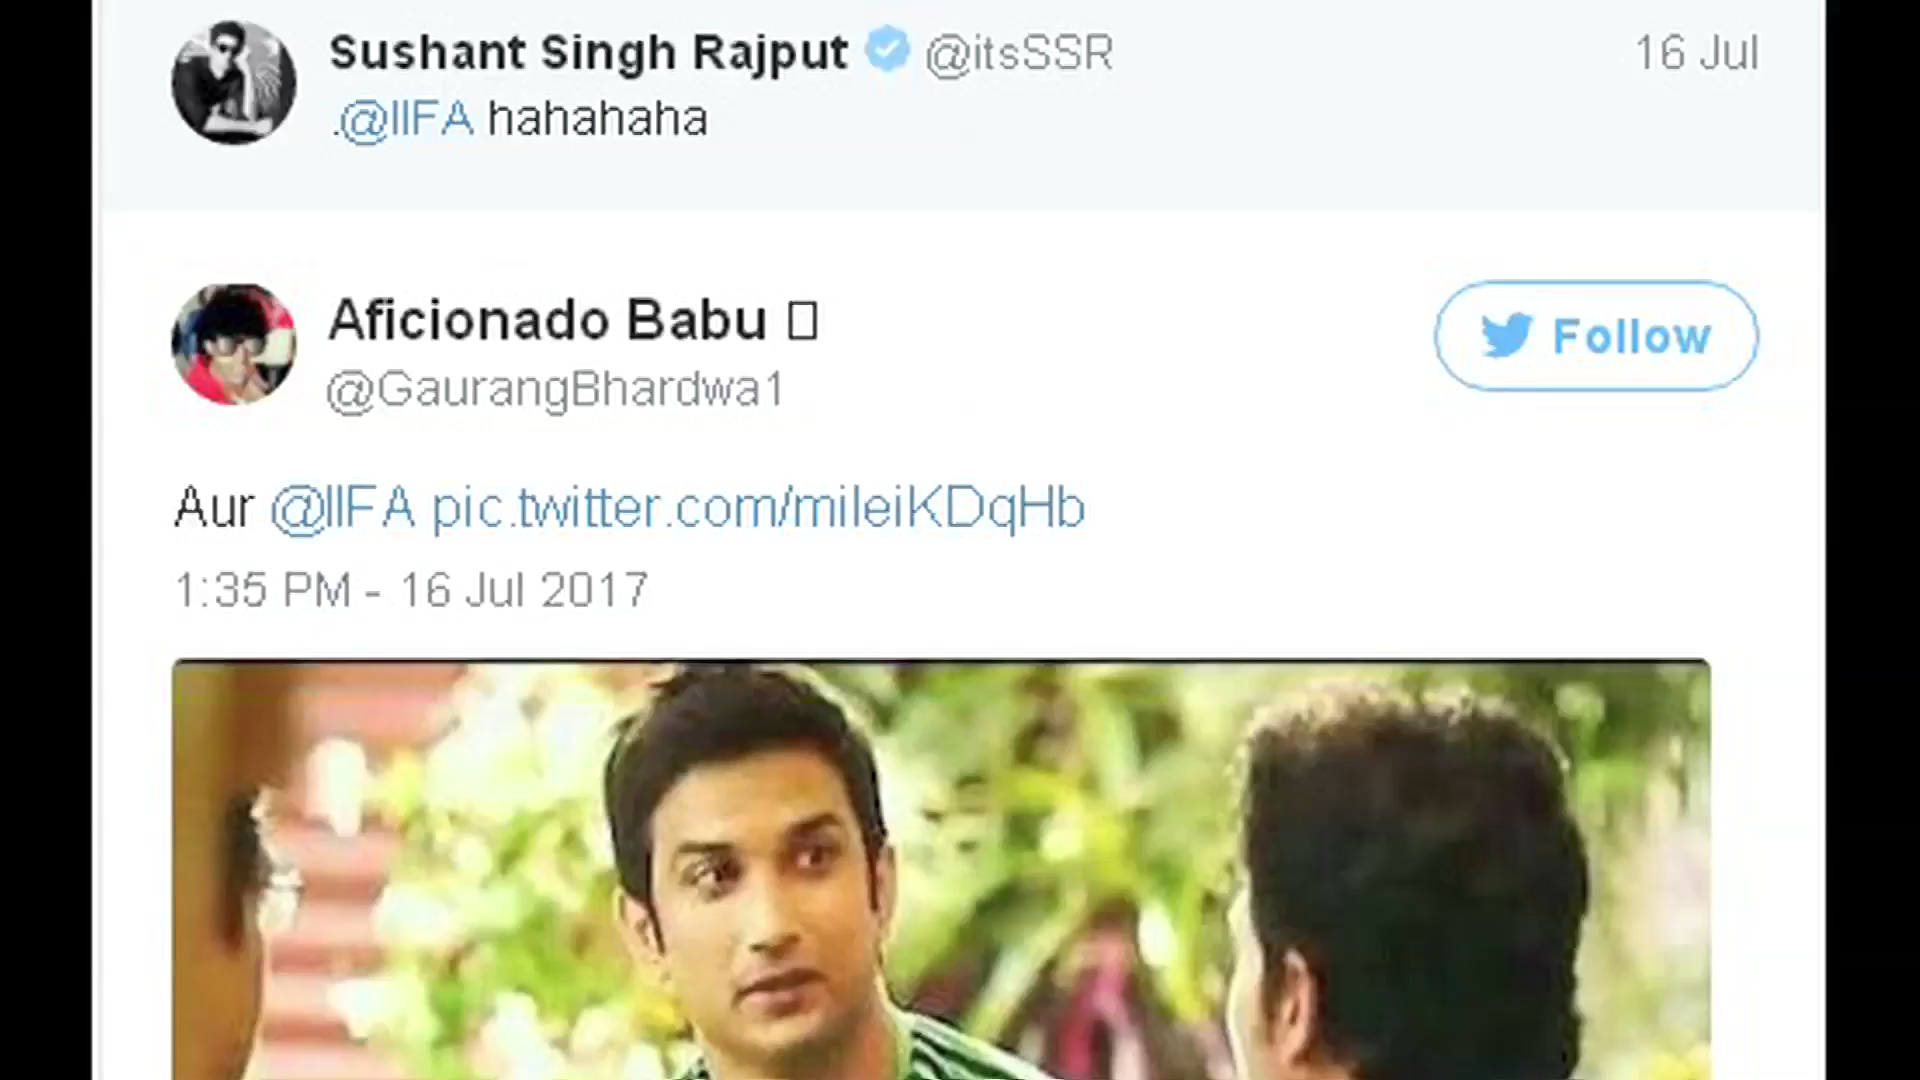 Sushant Singh Rajput @itsSSR 16 Jul
.@IIFA hahahaha
Aficionado Babu
@GaurangBhardwa1
Follow
Aur @IIFA pic.twitter.com/mileiKDqHb
1:35 PM - 16 Jul 2017